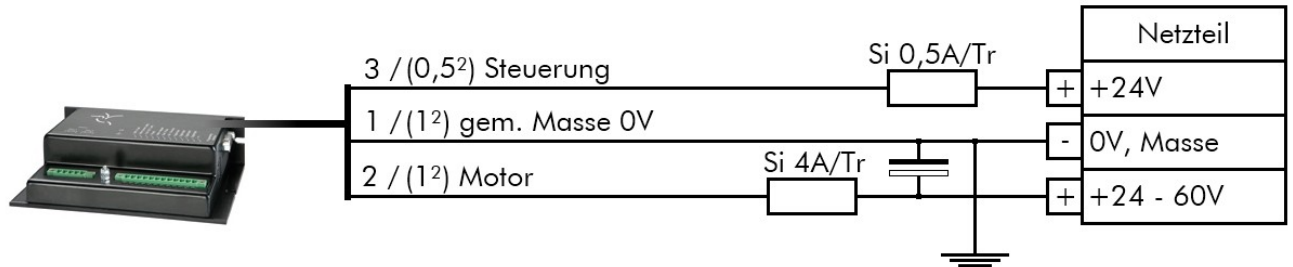 Netzteil
Si 0,5A/Tr
3 /(0,5²) Steuerung
+ +24V
1 /(1²) gem. Masse 0V
- 0V, Masse
Si 4A/Tr
2 /(1²) Motor
+ +24 - 60V